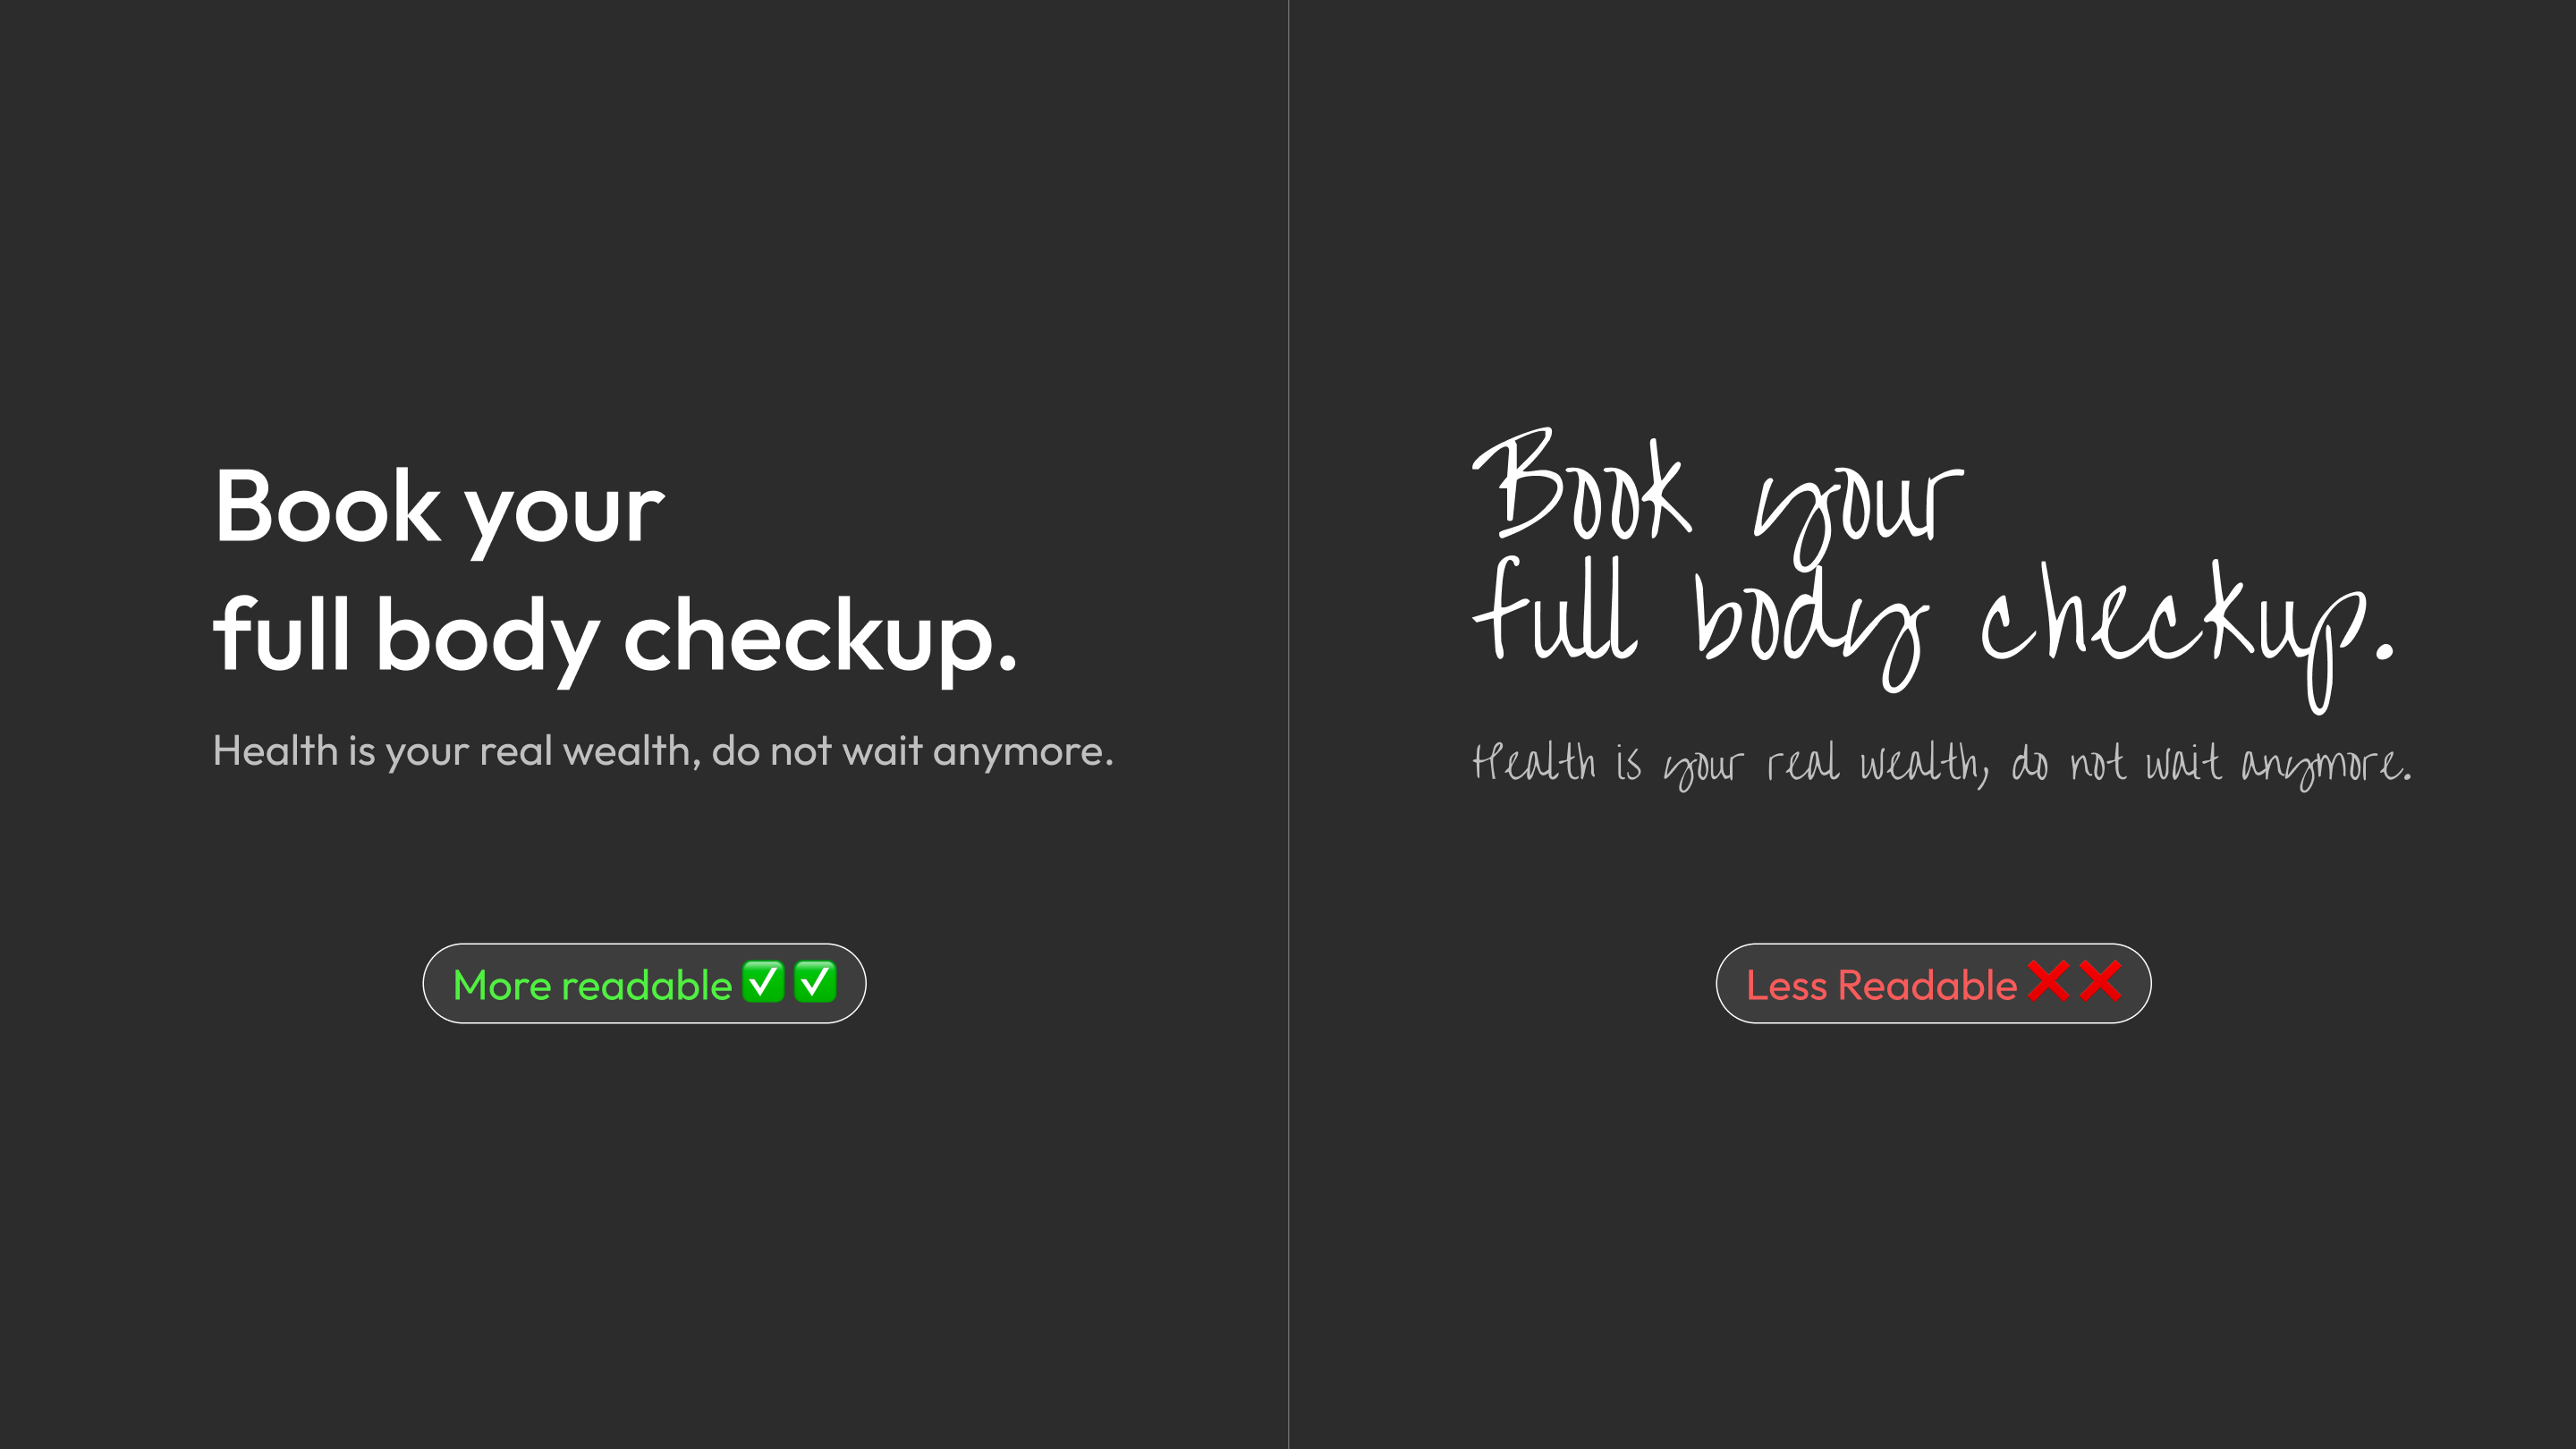 Book your
full body checkup.
Health is your real wealth, do not wait anymore.
More readable ✅ ✅
Book your
full body checkup.
Health is your real wealth, do not wait anymore.
Less Readable ❌ ❌